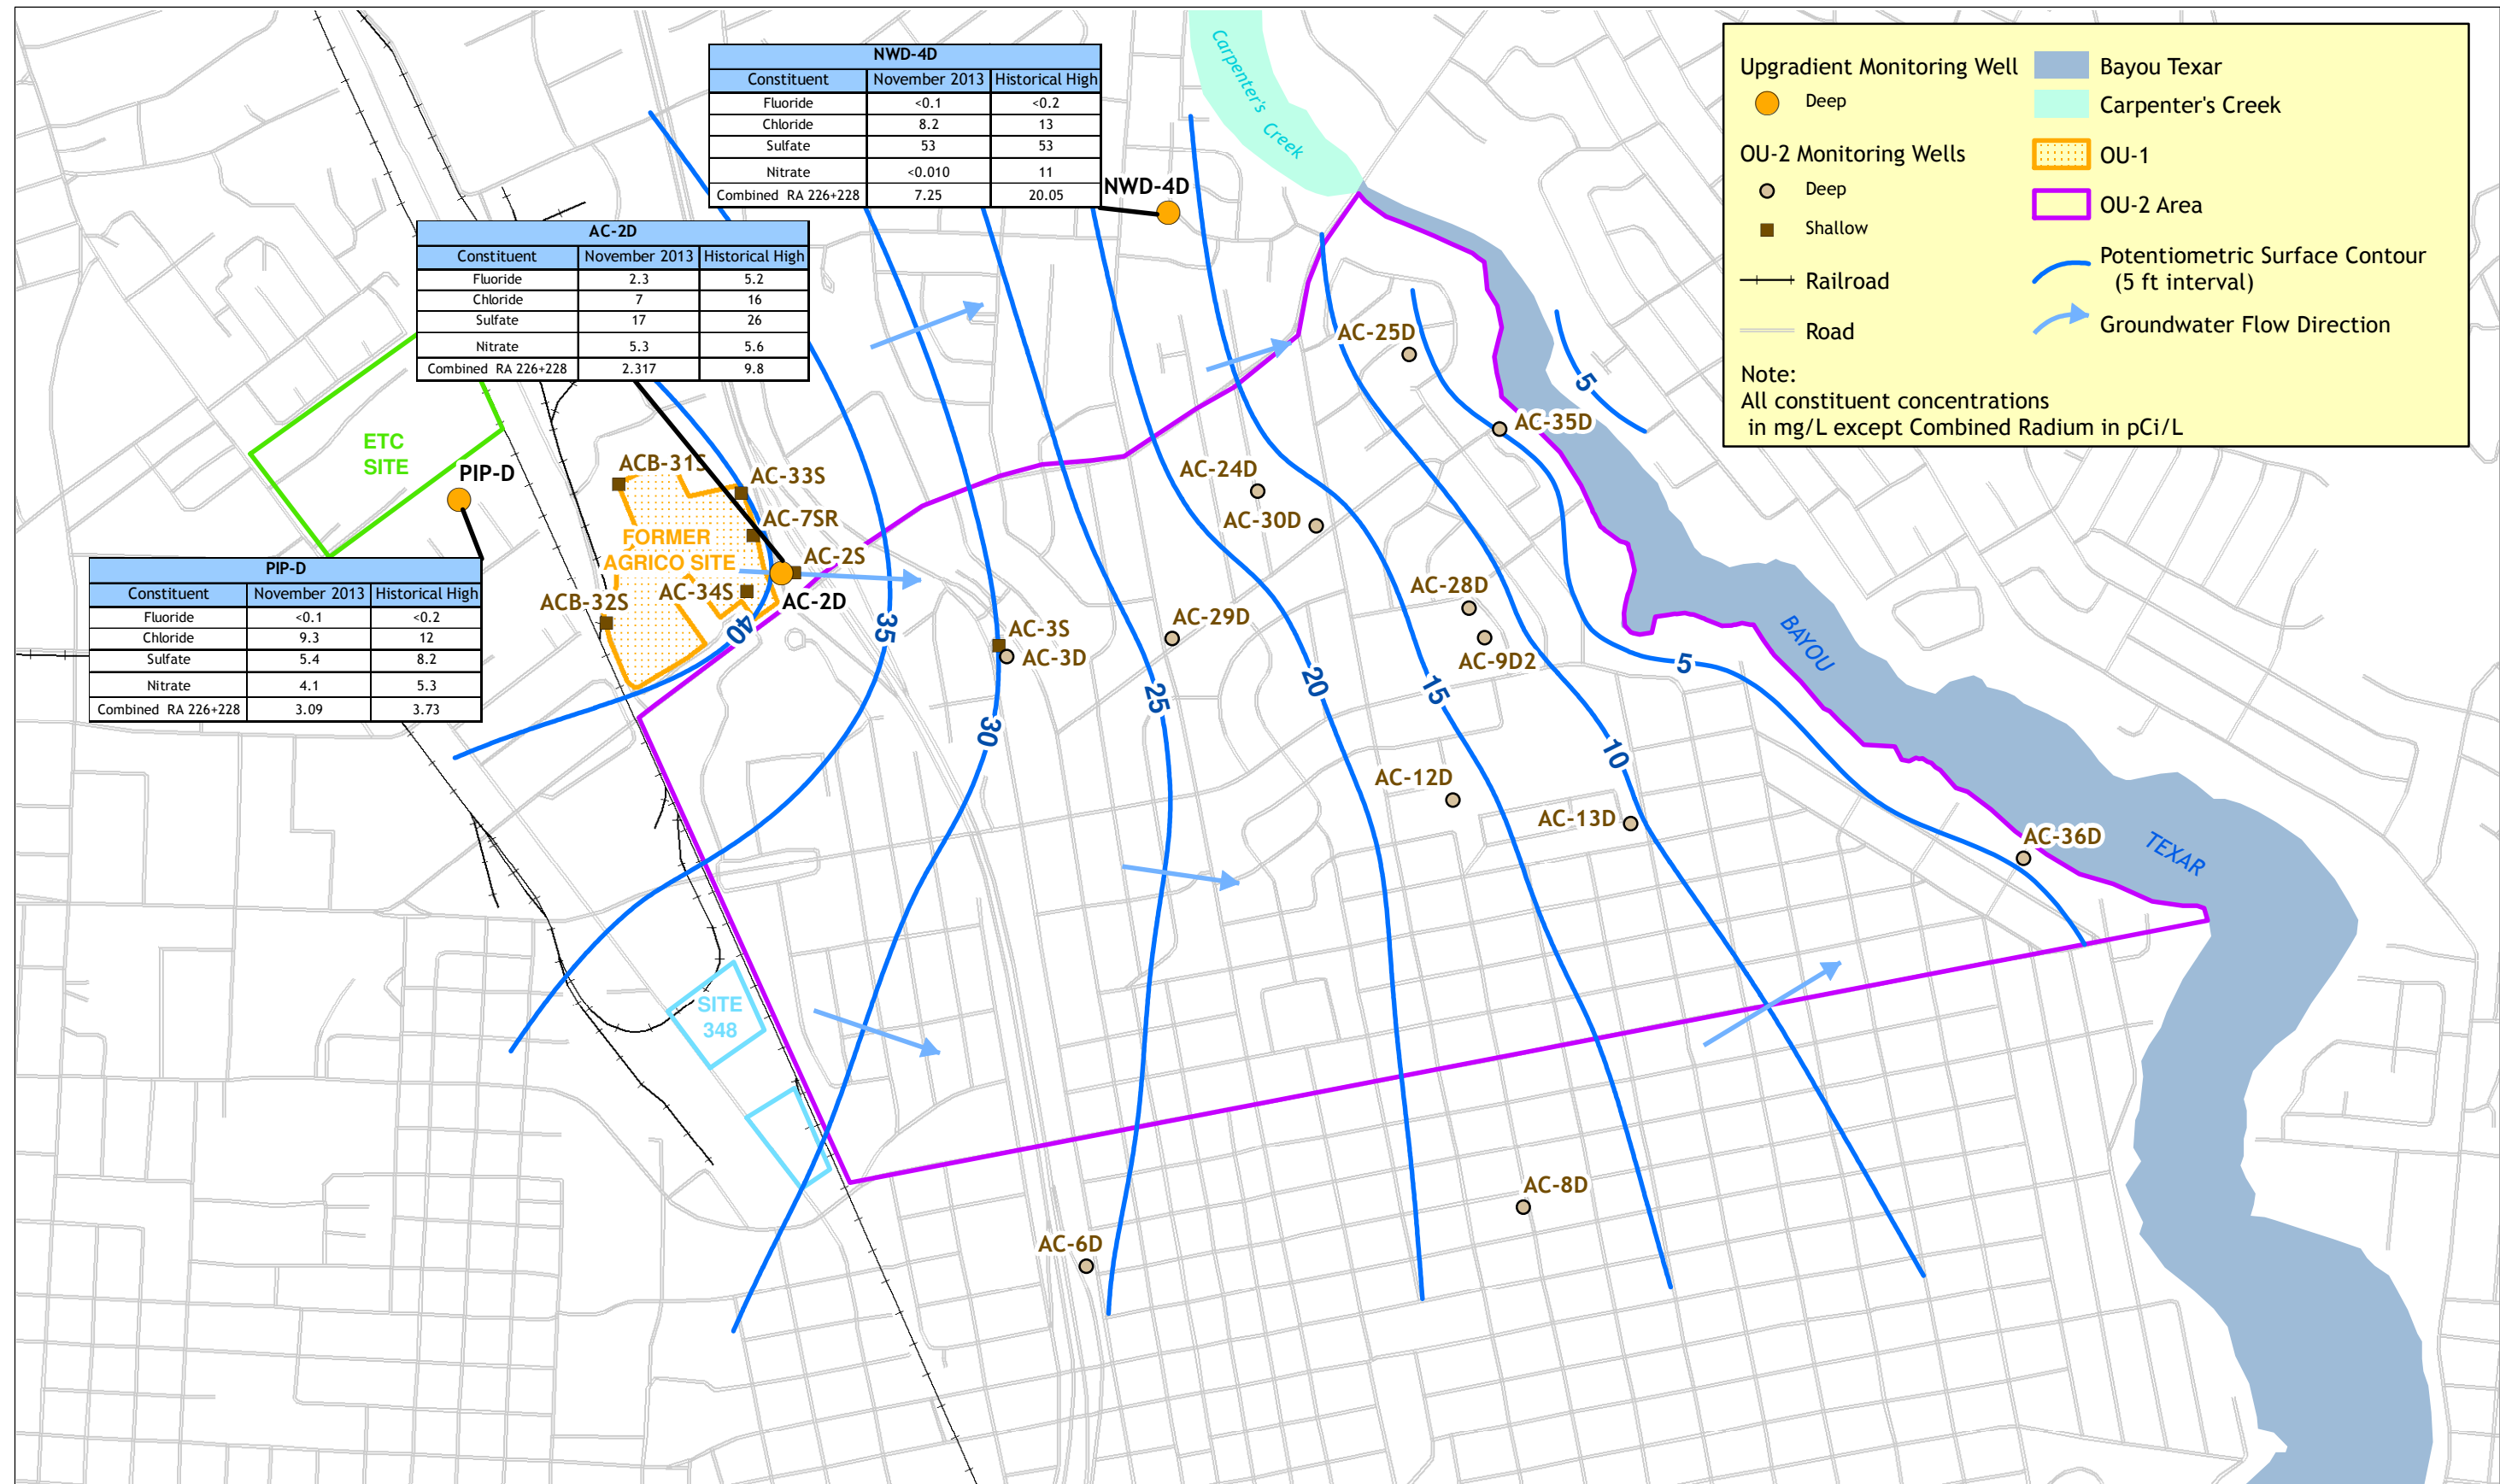 NWD-4D
Constituent November 2013 Historical High
Fluoride <0.1 <0.2
Chloride 8.2 13
Sulfate 53 53
Nitrate <0.010 11
Combined RA 226+228 7.25 20.05
Carpenter's Creek
NWD-4D
Upgradient Monitoring Well
Deep
OU-2 Monitoring Wells
Deep
Shallow
Railroad
Road
Bayou Texar
Carpenter's Creek
OU-1
OU-2 Area
Potentiometric Surface Contour
(5 ft interval)
Groundwater Flow Direction
Note:
All constituent concentrations
in mg/L except Combined Radium in pCi/L
AC-2D
Constituent November 2013 Historical High
Fluoride 2.3 5.2
Chloride 7 16
Sulfate 17 26
Nitrate 5.3 5.6
Combined RA 226+228 2.317 9.8
AC-25D
5
AC-35D
ETC
SITE
PIP-D
ACB-31S
AC-33S
AC-24D
AC-7SR
AC-30D
FORMER
AGRICO SITE
AC-2S
AC-34S
AC-2D
ACB-32S
AC-28D
PIP-D
Constituent November 2013 Historical High
Fluoride <0.1 <0.2
Chloride 9.3 12
Sulfate 5.4 8.2
Nitrate 4.1 5.3
Combined RA 226+228 3.09 3.73
40
35
AC-3S
AC-3D
AC-29D
AC-9D2
5
BAYOU
20
15
25
30
10
AC-12D
AC-13D
AC-36D
TEXAR
SITE
348
AC-8D
AC-6D